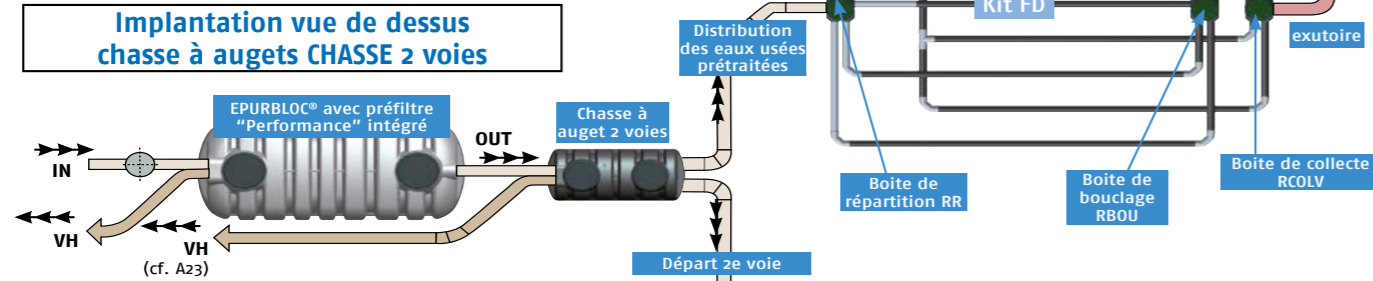 Implantation vue de dessus
chasse à augets CHASSE 2 voies
EPURBLOC® avec préfiltre
"Performance" intégré
IN
VH
VH
(cf. A23)
OUT
Chasse à
auget 2 voies
Distribution
des eaux usées
prétraitées
Départ 2e voie
Kit FD
exutoire
Boite de
répartition RR
Boite de
bouclage
RBOU
Boite de collecte
RCOLV